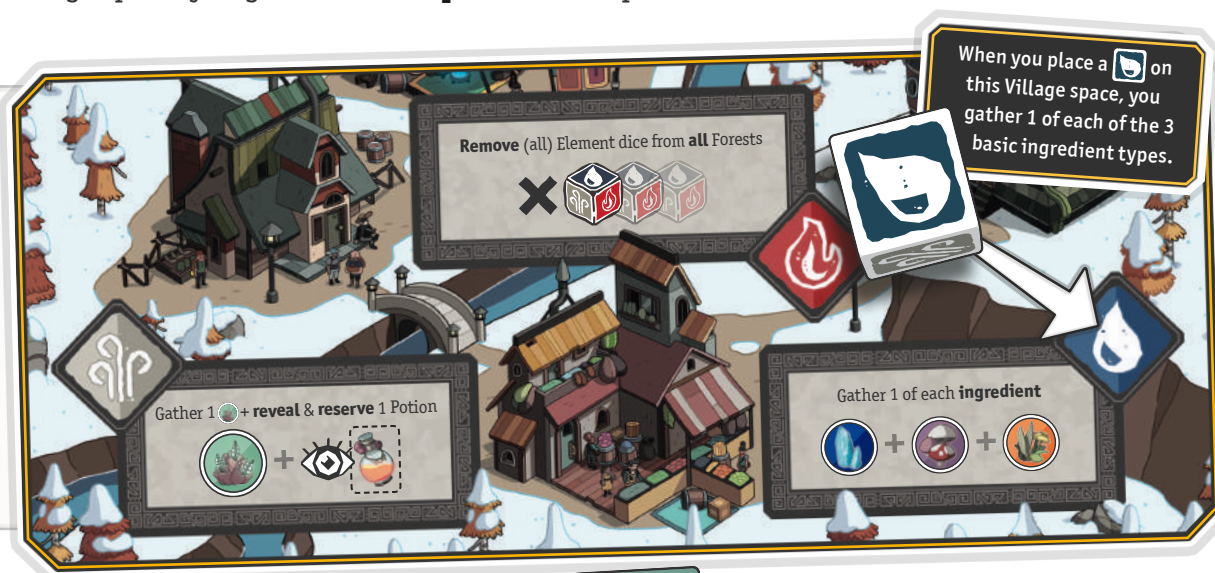 When you place a on
this Village space, you
gather 1 of each of the 3
basic ingredient types.
Remove (all) Element dice from all Forests
Gather 1 + reveal & reserve 1 Potion
Gather 1 of each ingredient